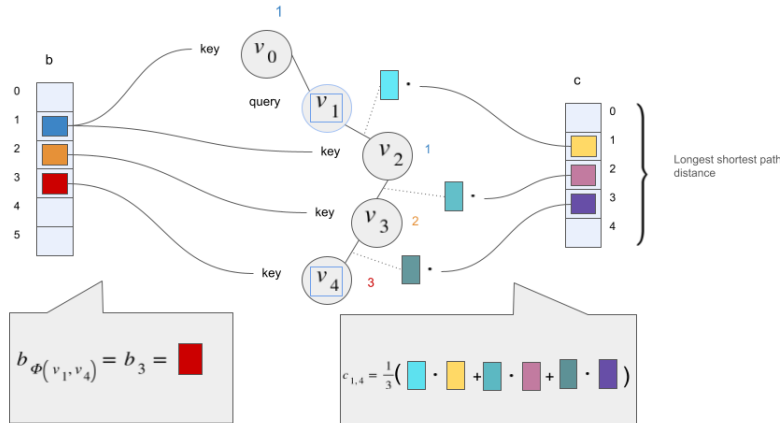 1
b
key
v₀
c
0
1
2
3
4
5
query
v₁
key
v₂
1
key
v₃
2
key
v₄
3
0
1
2
3
4
Longest shortest path
distance
b_Φ(v₁,v₄) = b₃ =
c₁,₄ = 1/3( · + · + · )